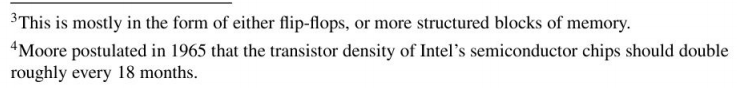 ³This is mostly in the form of either flip-flops, or more structured blocks of memory.
⁴Moore postulated in 1965 that the transistor density of Intel’s semiconductor chips should double
roughly every 18 months.